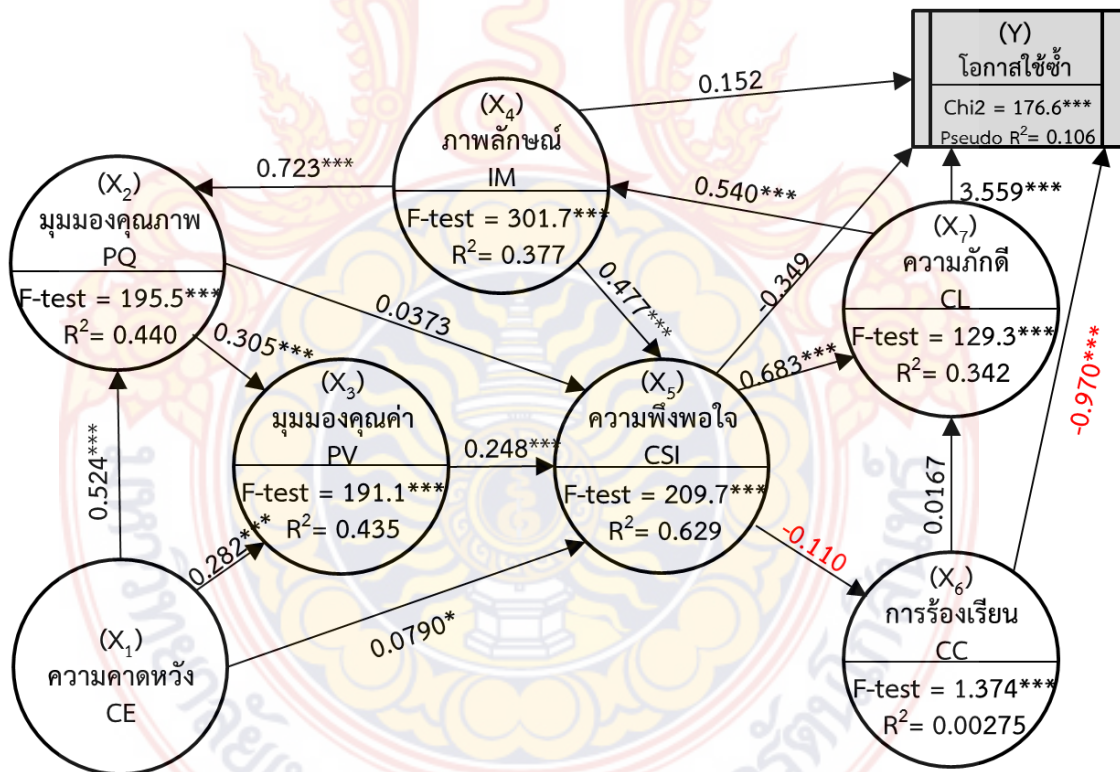 (Y)
โอกาสใช้ซ้ำ
Chi2 = 176.6***
Pseudo R²= 0.106
0.152
(X₄)
ภาพลักษณ์
IM
F-test = 301.7***
R²= 0.377
0.723***
0.540***
3.559***
(X₂)
มุมมองคุณภาพ
PQ
F-test = 195.5***
R²= 0.440
(X₇)
ความภักดี
CL
F-test = 129.3***
R²= 0.342
0.0373
0.477***
-0.349
0.305***
0.683***
-0.970***
(X₃)
มุมมองคุณค่า
PV
F-test = 191.1***
R²= 0.435
0.248***
(X₅)
ความพึงพอใจ
CSI
F-test = 209.7***
R²= 0.629
0.524***
0.282***
0.0790*
-0.110
0.0167
(X₁)
ความคาดหวัง
CE
(X₆)
การร้องเรียน
CC
F-test = 1.374***
R²= 0.00275